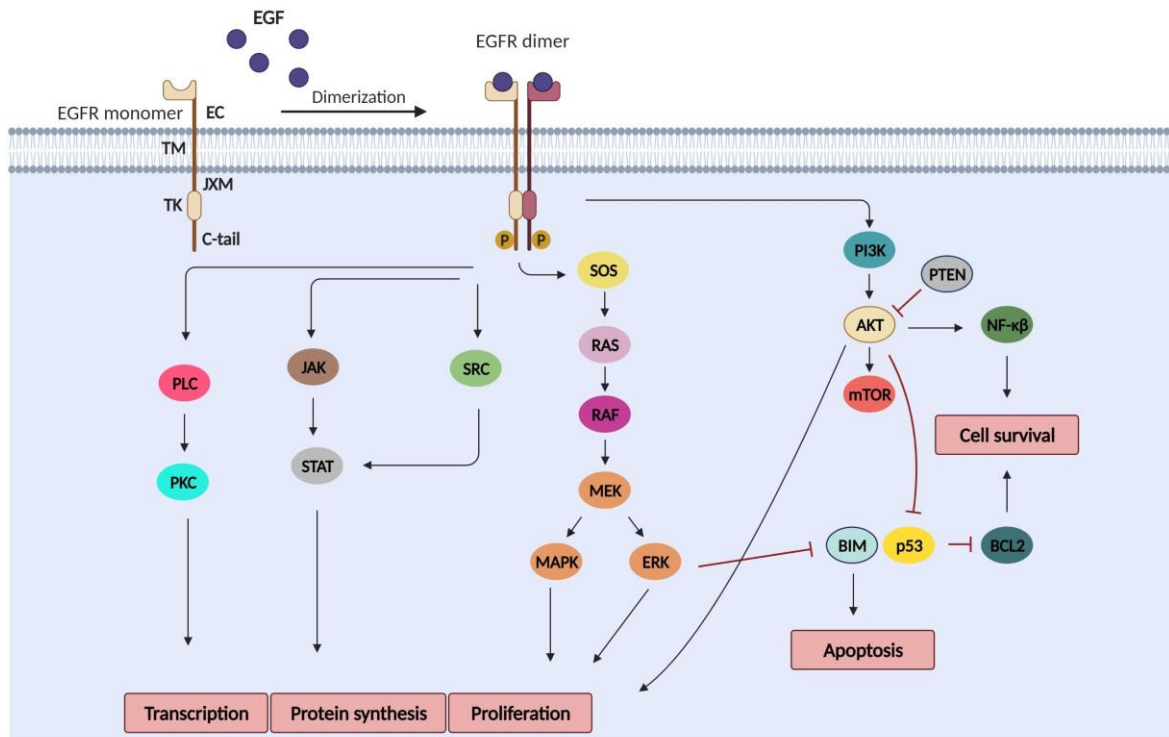 EGF
EGFR dimer
EGFR monomer
EC
Dimerization
TM
JXM
TK
C-tail
P
P
SOS
PI3K
PTEN
AKT
NF-κβ
RAS
PLC
JAK
SRC
mTOR
RAF
Cell survival
PKC
STAT
MEK
MAPK
ERK
BIM
p53
BCL2
Apoptosis
Transcription
Protein synthesis
Proliferation